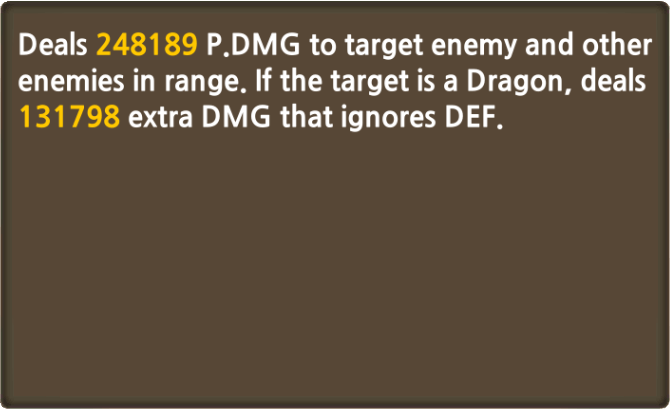 Deals 248189 P.DMG to target enemy and other
enemies in range. If the target is a Dragon, deals
131798 extra DMG that ignores DEF.